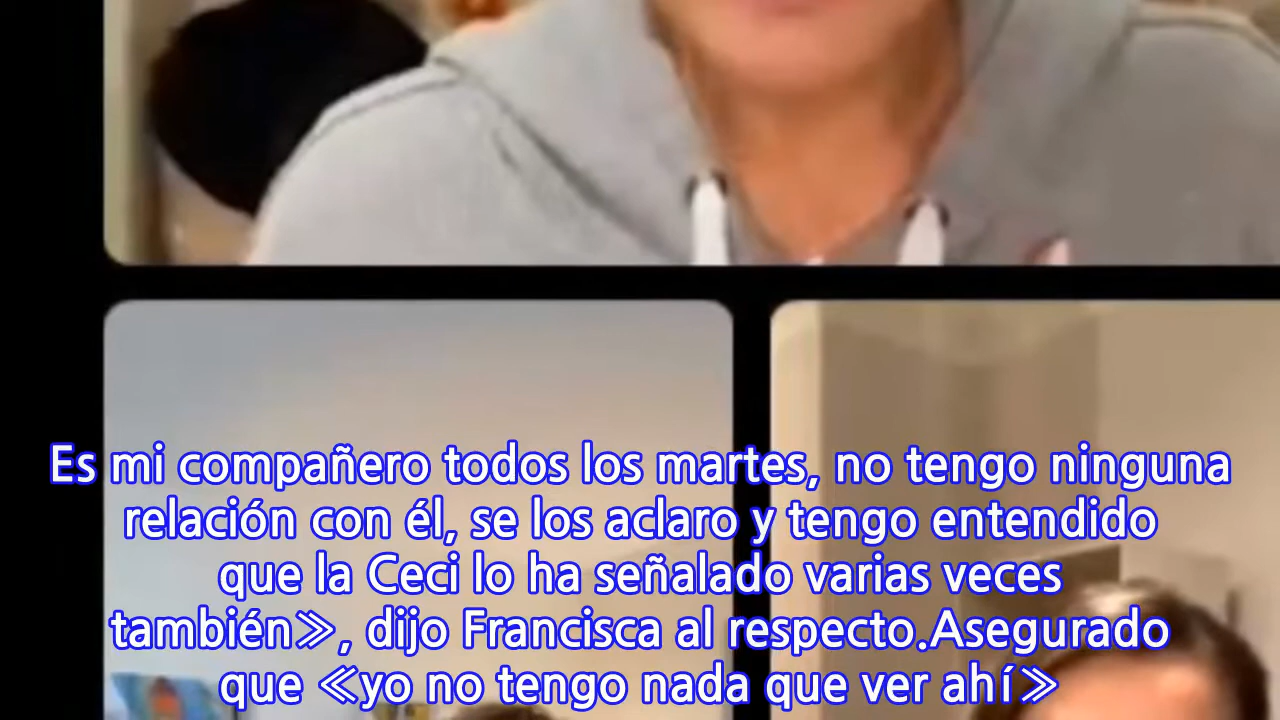 Es mi compañero todos los martes, no tengo ninguna
relación con él, se los aclaro y tengo entendido
que la Ceci lo ha señalado varias veces
también≫, dijo Francisca al respecto.Asegurado
que ≪yo no tengo nada que ver ahí≫